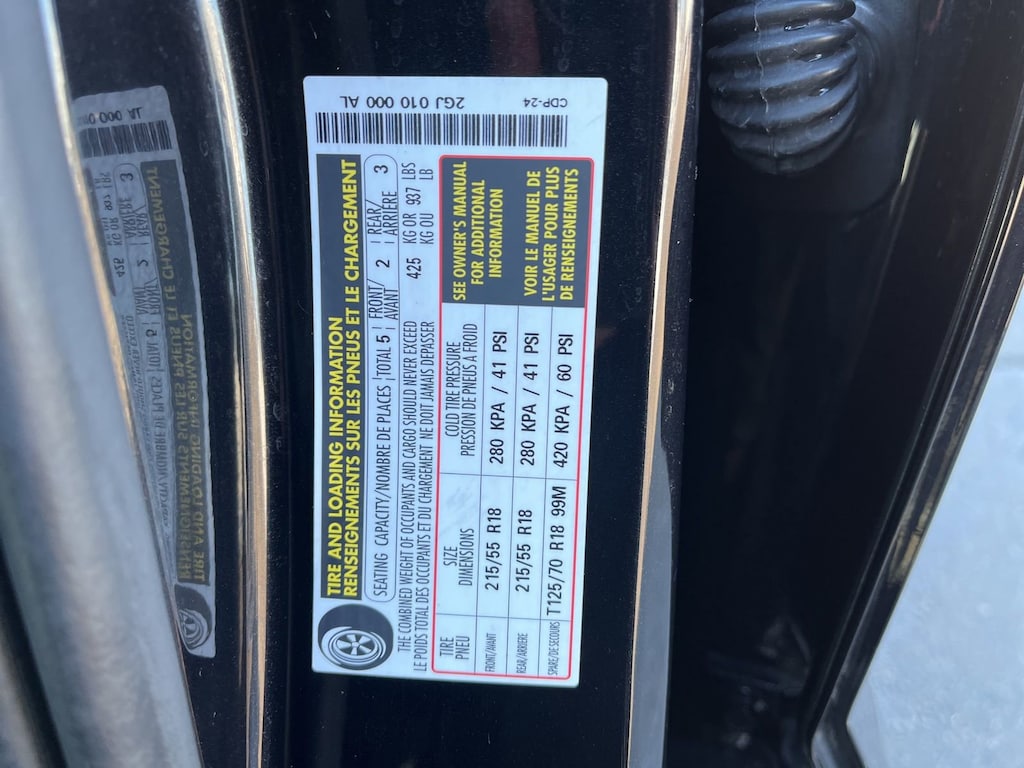 TIRE AND LOADING INFORMATION
RENSEIGNEMENTS SUR LES PNEUS ET LE CHARGEMENT
SEATING CAPACITY/NOMBRE DE PLACES | TOTAL 5 | FRONT/AVANT 2 | REAR/ARRIERE 3
THE COMBINED WEIGHT OF OCCUPANTS AND CARGO SHOULD NEVER EXCEED 425 KG OR 937 LBS
LE POIDS TOTAL DES OCCUPANTS ET DU CHARGEMENT NE DOIT JAMAIS DEPASSER KG OU LB
TIRE
PNEU
SIZE
DIMENSIONS
COLD TIRE PRESSURE
PRESSION DE PNEUS A FROID
FRONT/AVANT 215/55 R18 280 KPA / 41 PSI
REAR/ARRIERE 215/55 R18 280 KPA / 41 PSI
SPARE/DE SECOURS T125/70 R18 99M 420 KPA / 60 PSI
SEE OWNER'S MANUAL
FOR ADDITIONAL
INFORMATION
VOIR LE MANUEL DE
L'USAGER POUR PLUS
DE RENSEIGNEMENTS
2GJ 010 000 AL
CDP-24